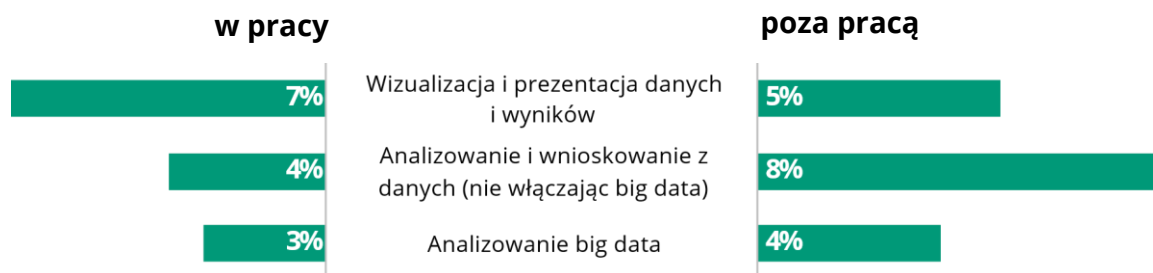 w pracy
poza pracą
7%
Wizualizacja i prezentacja danych
i wyników
5%
4%
Analizowanie i wnioskowanie z
danych (nie włączając big data)
8%
3%
Analizowanie big data
4%